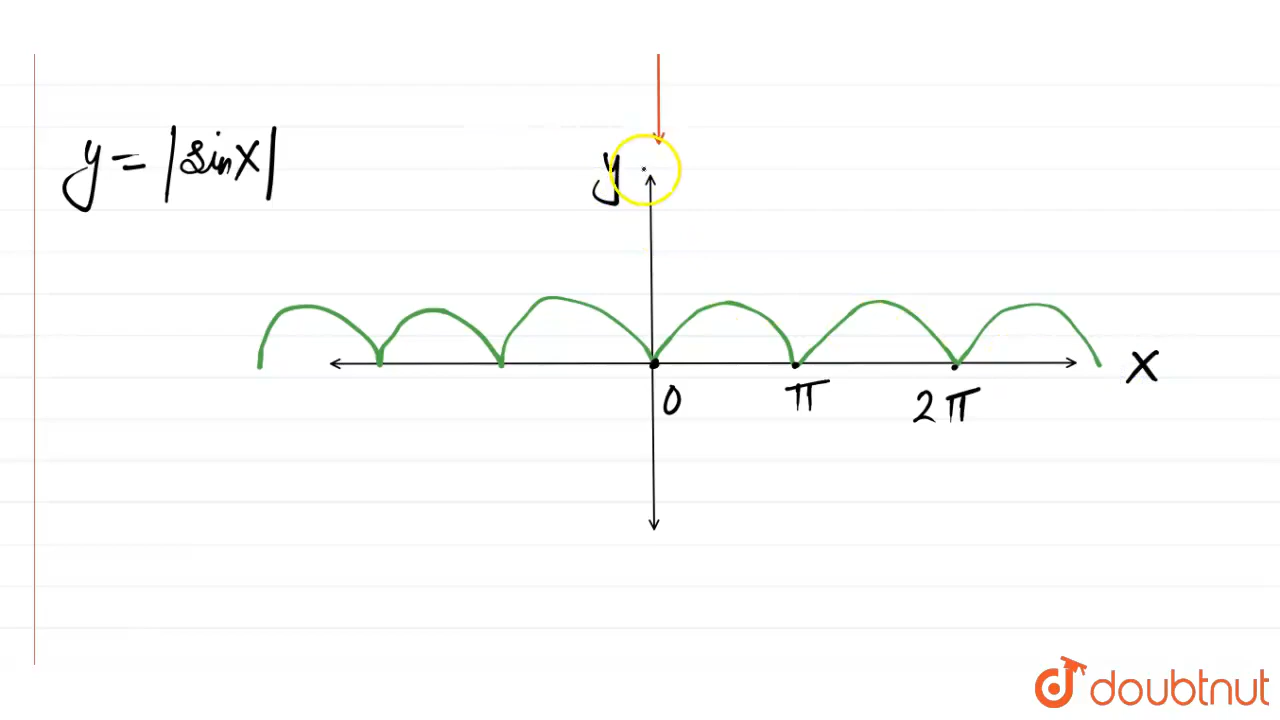 y = |sinx|
y
X
0
π
2π
doubtnut